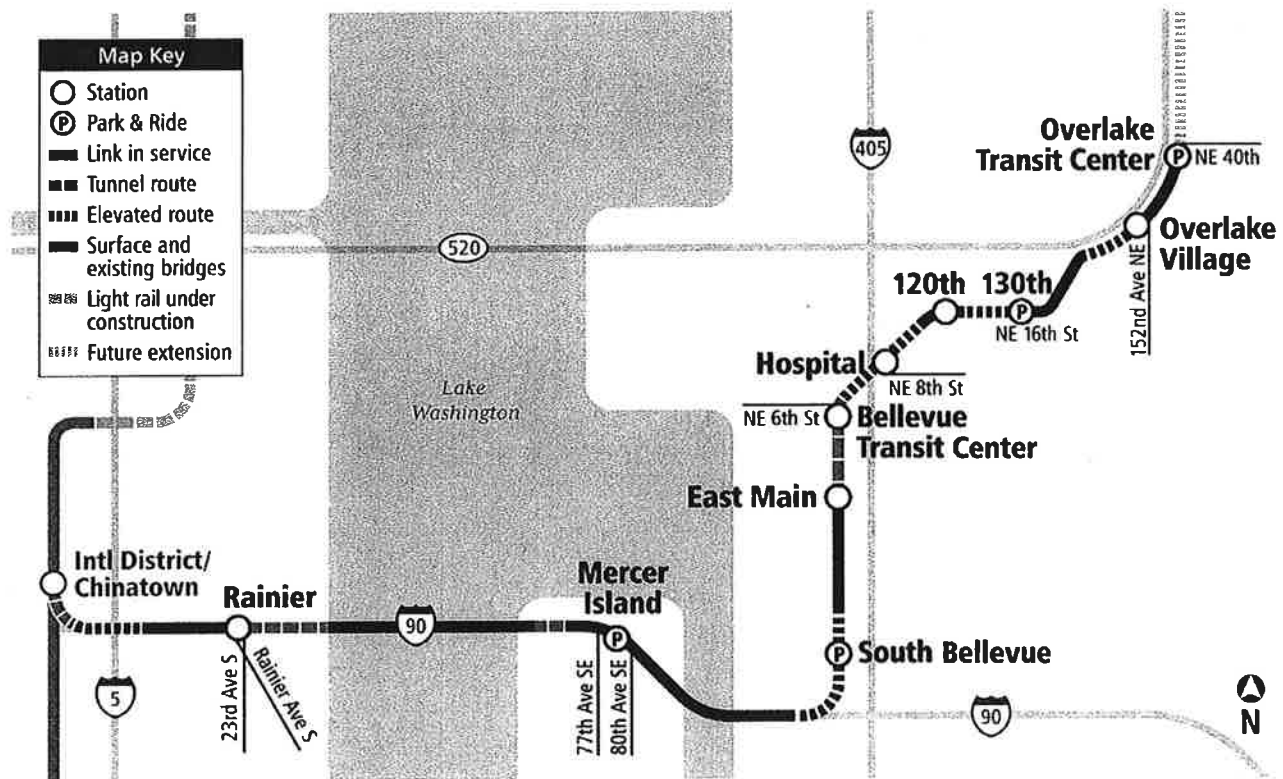 Map Key
Station
P Park & Ride
Link in service
Tunnel route
Elevated route
Surface and
existing bridges
Light rail under
construction
Future extension
405
Overlake
Transit Center
P
NE 40th
520
Overlake
Village
152nd Ave NE
120th
130th
P
NE 16th St
Hospital
NE 8th St
Lake
Washington
NE 6th St
Bellevue
Transit Center
East Main
Intl District/
Chinatown
Rainier
90
Mercer
Island
P
South Bellevue
P
23rd Ave S
Rainier Ave S
77th Ave SE
80th Ave SE
5
90
N